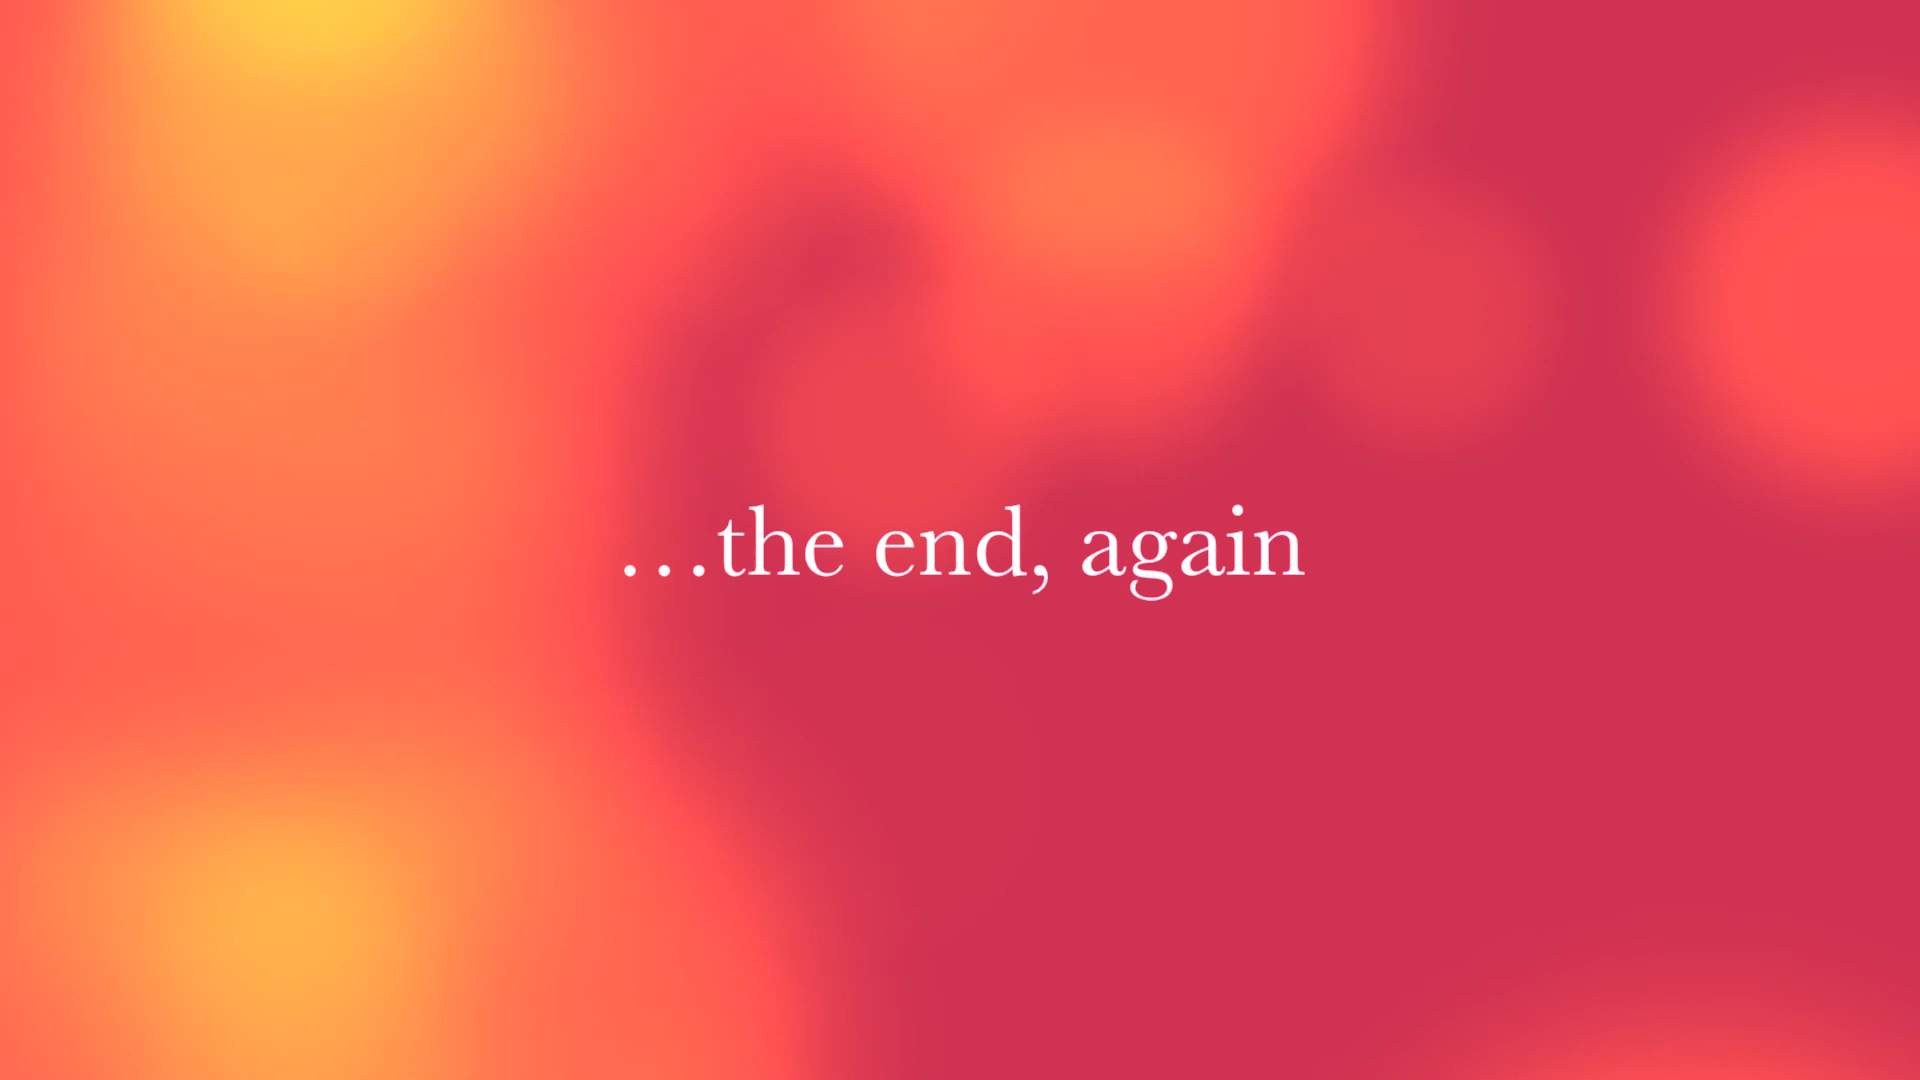 …the end, again